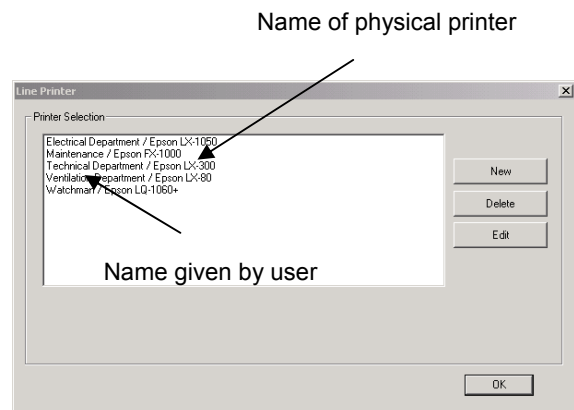 Name of physical printer
Line Printer
Printer Selection
Electrical Department / Epson LX-1050
Maintenance / Epson FX-1000
Technical Department / Epson LX-300
Ventilation Department / Epson LX-80
Watchman / Epson LQ-1060+
New
Delete
Edit
Name given by user
OK